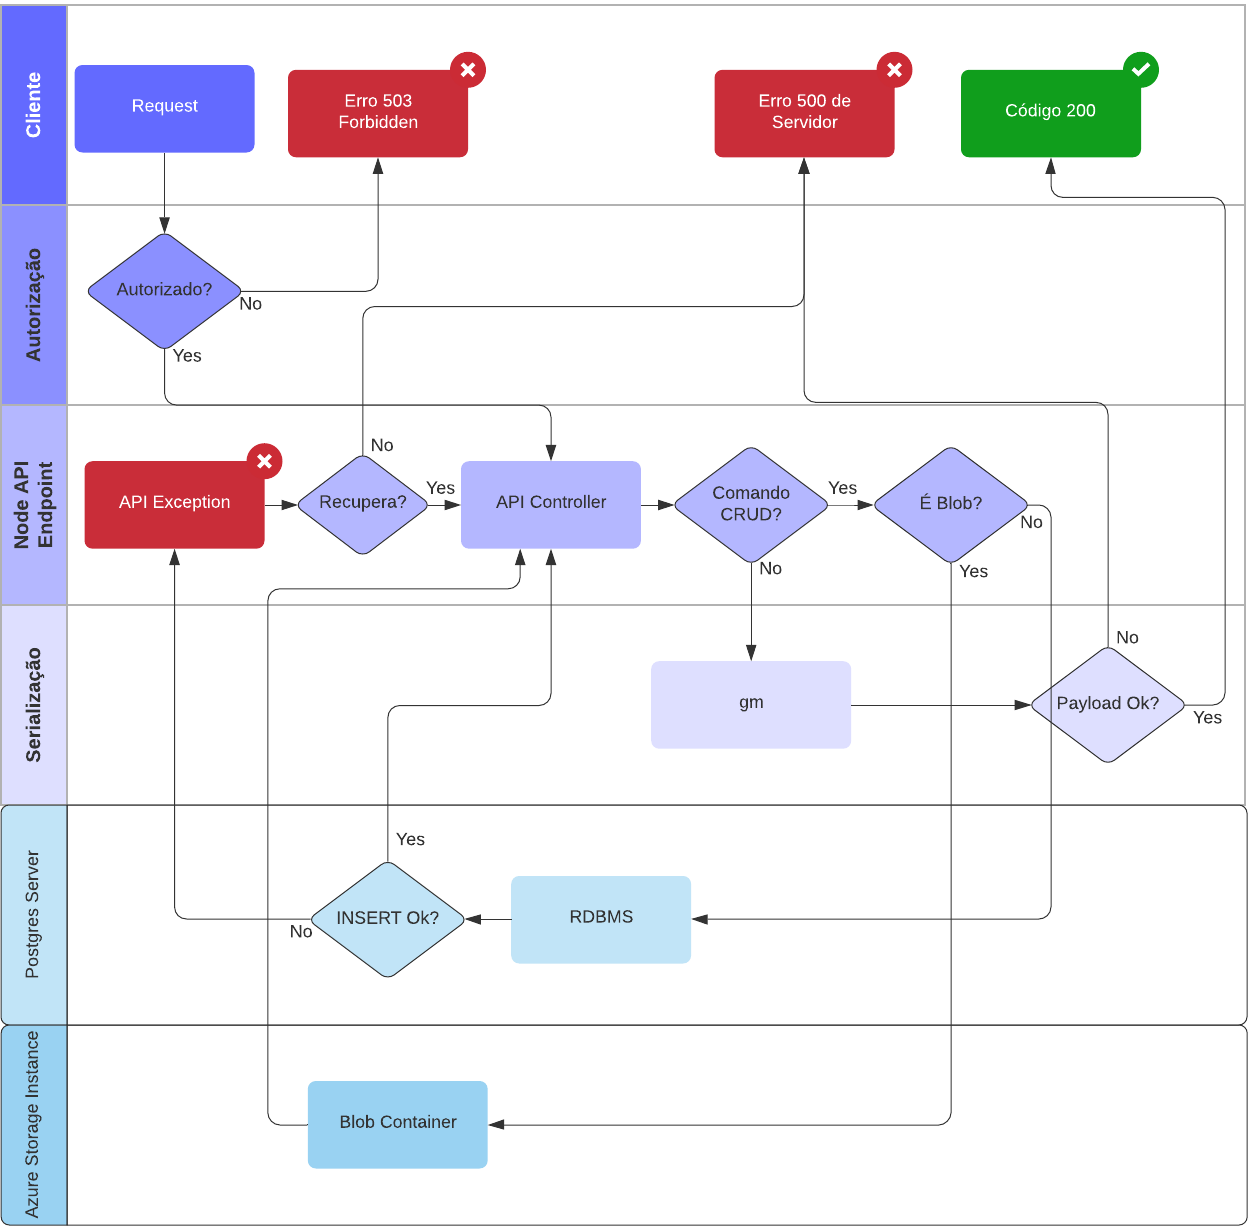 Cliente
Request
Erro 503
Forbidden
Erro 500 de
Servidor
Código 200
Autorização
Autorizado?
No
Yes
Node API
Endpoint
API Exception
Recupera?
No
Yes
API Controller
Comando
CRUD?
Yes
No
É Blob?
No
Yes
Serialização
gm
Payload Ok?
No
Yes
Postgres Server
INSERT Ok?
Yes
No
RDBMS
Azure Storage Instance
Blob Container